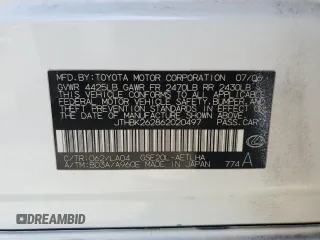 MFD. BY: TOYOTA MOTOR CORPORATION 07/06
GVWR 4425LB GAWR FR 2470LB RR 2430LB
THIS VEHICLE CONFORMS TO ALL APPLICABLE
FEDERAL MOTOR VEHICLE SAFETY, BUMPER, AND
THEFT PREVENTION STANDARDS IN EFFECT ON
THE DATE OF MANUFACTURE SHOWN ABOVE.
JTHBK262862020497 PASS. CAR
C/TR: 062/LA04 GSE20L-AETLHA
A/TM: B03A/A960E MADE IN JAPAN 774 A
DREAMBID